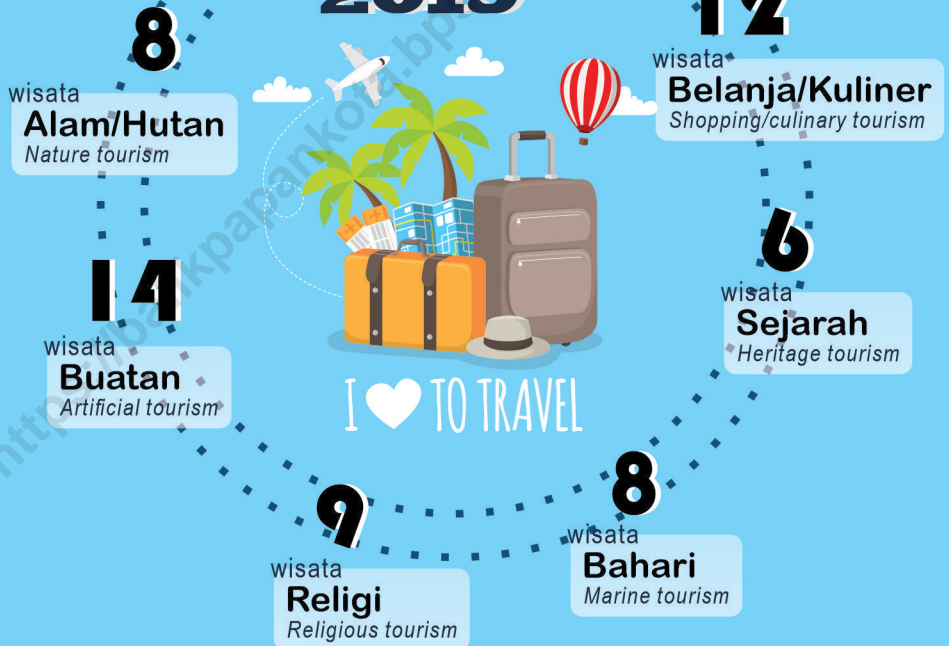 8
wisata
Alam/Hutan
Nature tourism
12
wisata
Belanja/Kuliner
Shopping/culinary tourism
14
wisata
Buatan
Artificial tourism
6
wisata
Sejarah
Heritage tourism
I TO TRAVEL
9
wisata
Religi
Religious tourism
8
wisata
Bahari
Marine tourism